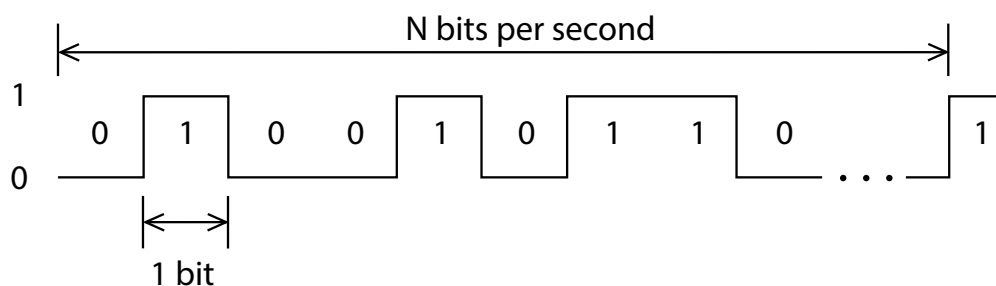 N bits per second
1
0 1 0 0 1 0 1 1 0 1
0 ...
1 bit